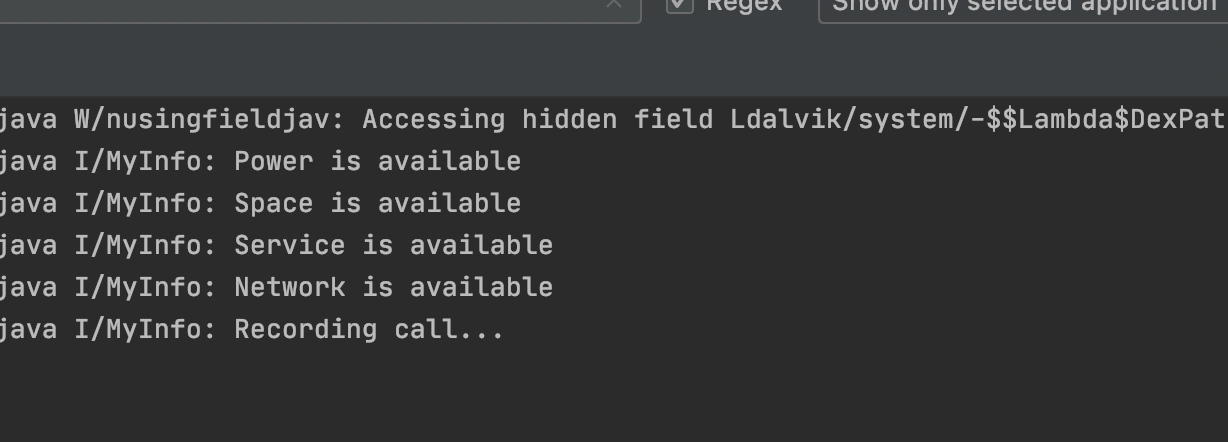 Regex Show only selected application
java W/nusingfieldjav: Accessing hidden field Ldalvik/system/-$$Lambda$DexPat
java I/MyInfo: Power is available
java I/MyInfo: Space is available
java I/MyInfo: Service is available
java I/MyInfo: Network is available
java I/MyInfo: Recording call...